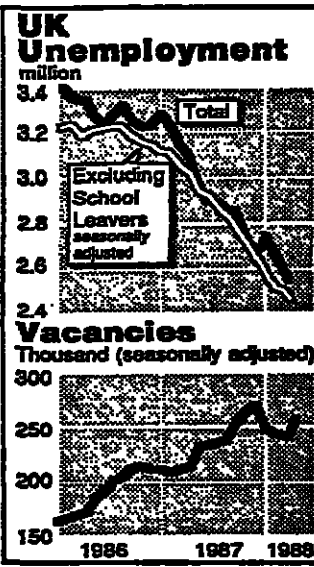 UK
Unemployment
million
3.4
Total
3.2
3.0
Excluding
School
Leavers
seasonally
adjusted
2.8
2.6
2.4
Vacancies
Thousand (seasonally adjusted)
300
250
200
150
1986 1987 1988